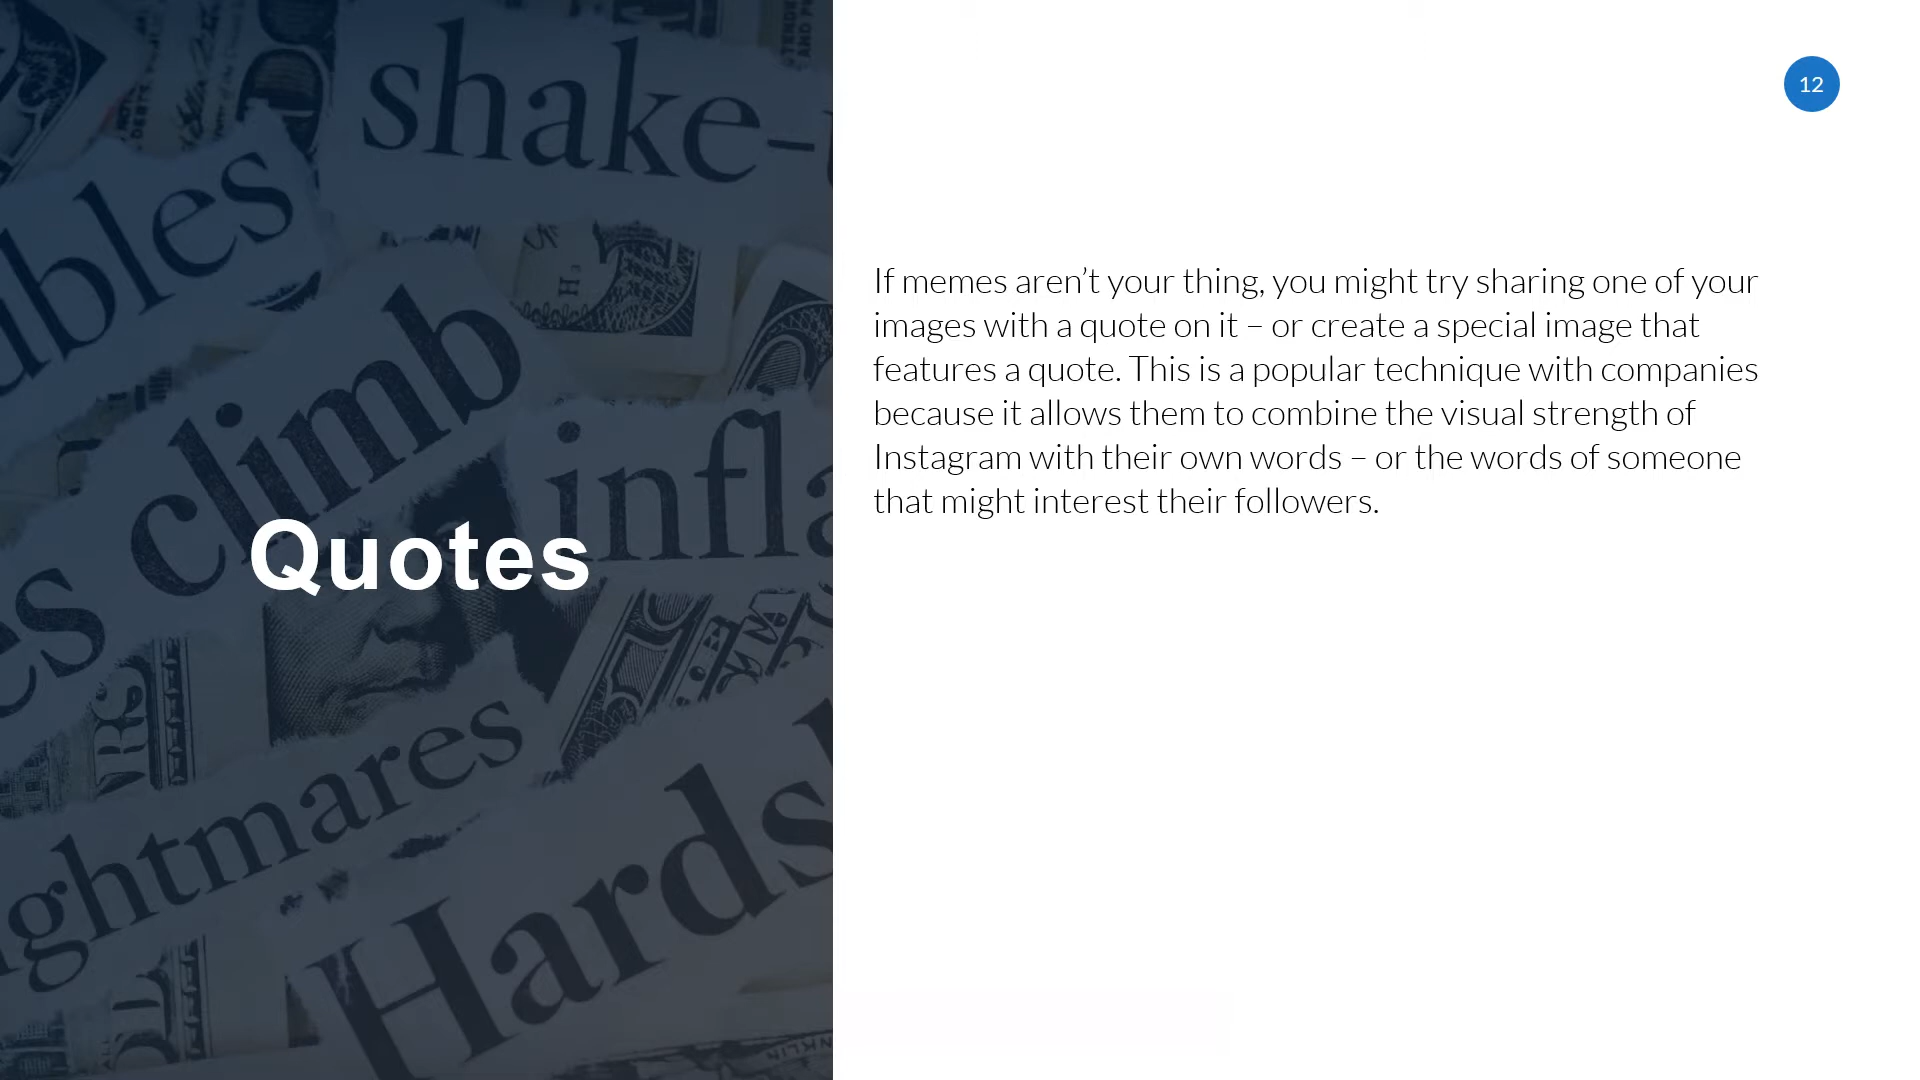 shake-
bles
climb
infla
es
Quotes
ghtmares
Hards
12
If memes aren’t your thing, you might try sharing one of your
images with a quote on it – or create a special image that
features a quote. This is a popular technique with companies
because it allows them to combine the visual strength of
Instagram with their own words – or the words of someone
that might interest their followers.